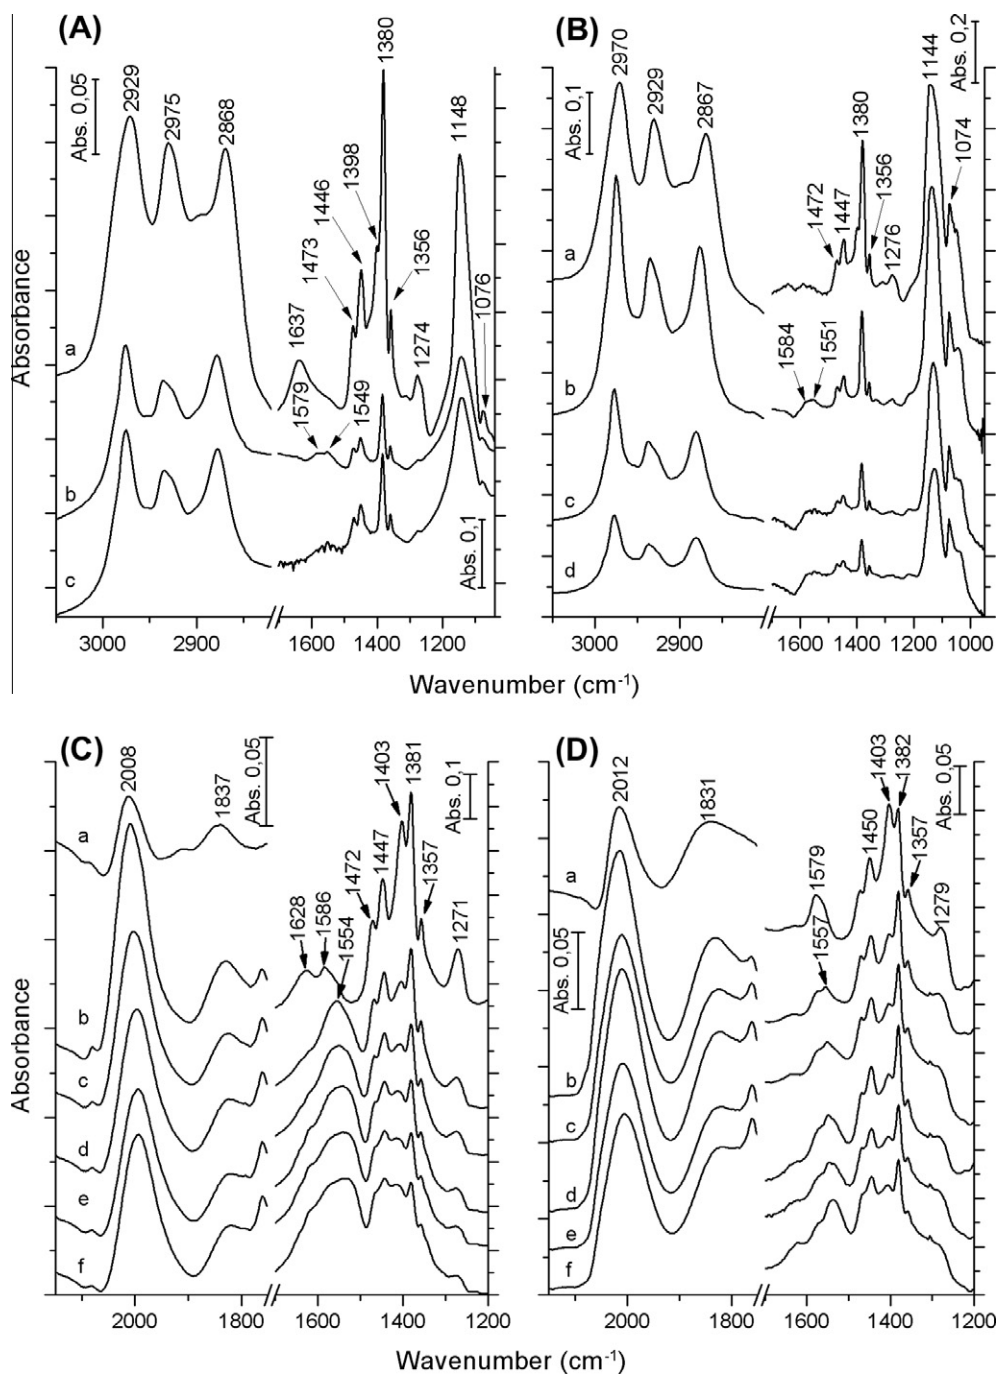 (A)
2929
2975
2868
Abs. 0,05
1473
1446
1398
1380
1356
1637
1579
1549
1274
1148
1076
a
b
c
Abs. 0,1
3000
2900
1600
1400
1200
(B)
2970
2929
2867
Abs. 0,1
Abs. 0,2
1472
1447
1380
1356
1276
1144
1074
1584
1551
a
b
c
d
3000
2900
1600
1400
1200
1000
Absorbance
Wavenumber (cm⁻¹)
(C)
2008
1837
Abs. 0,05
Abs. 0,1
1628
1586
1554
1472
1447
1403
1381
1357
1271
a
b
c
d
e
f
2000
1800
1600
1500
1400
1300
1200
(D)
2012
1831
Abs. 0,05
Abs. 0,05
1579
1557
1450
1403
1382
1357
1279
a
b
c
d
e
f
2000
1800
1600
1500
1400
1300
1200
Absorbance
Wavenumber (cm⁻¹)